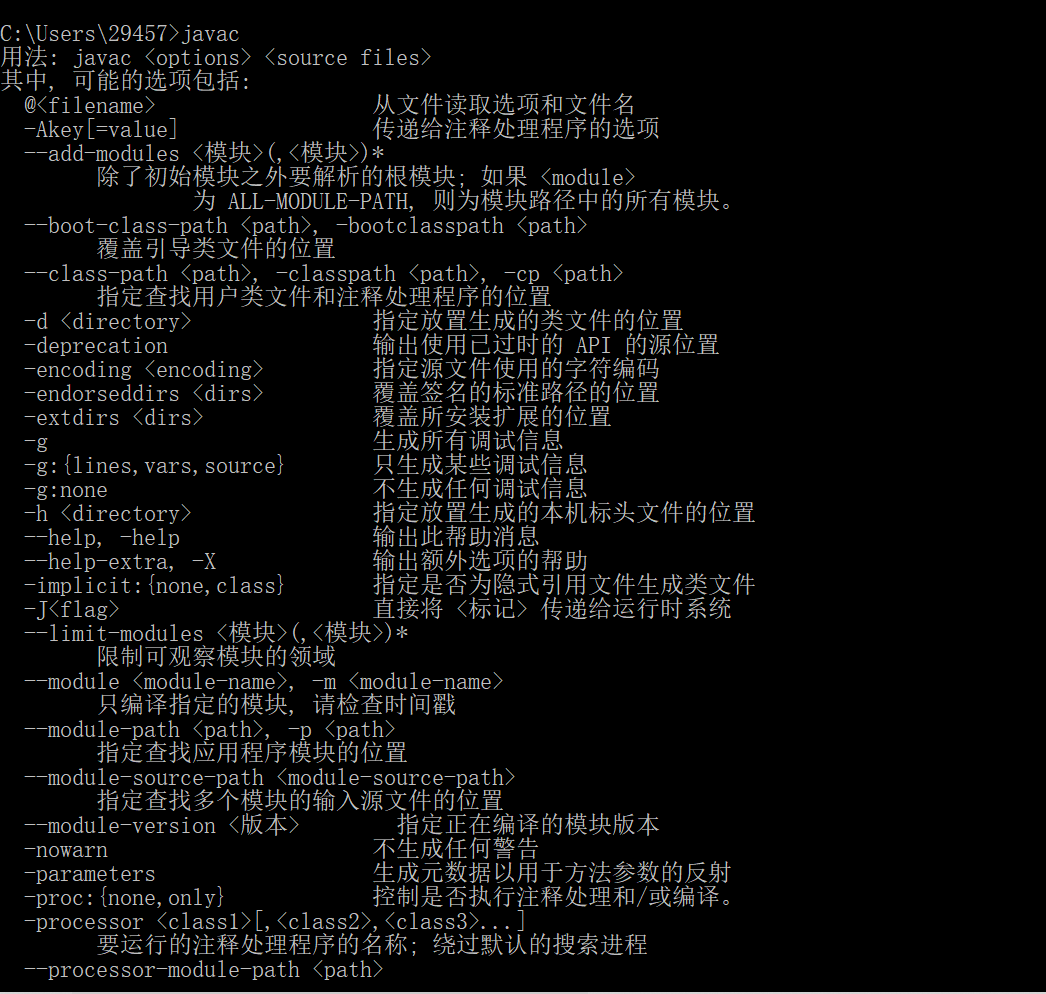 C:\Users\29457>javac
用法: javac <options> <source files>
其中, 可能的选项包括:
@<filename> 从文件读取选项和文件名
-Akey[=value] 传递给注释处理程序的选项
--add-modules <模块>(,<模块>)*
除了初始模块之外要解析的根模块; 如果 <module>
为 ALL-MODULE-PATH, 则为模块路径中的所有模块。
--boot-class-path <path>, -bootclasspath <path>
覆盖引导类文件的位置
--class-path <path>, -classpath <path>, -cp <path>
指定查找用户类文件和注释处理程序的位置
-d <directory> 指定放置生成的类文件的位置
-deprecation 输出使用已过时的 API 的源位置
-encoding <encoding> 指定源文件使用的字符编码
-endorseddirs <dirs> 覆盖签名的标准路径的位置
-extdirs <dirs> 覆盖所安装扩展的位置
-g 生成所有调试信息
-g:{lines,vars,source} 只生成某些调试信息
-g:none 不生成任何调试信息
-h <directory> 指定放置生成的本机标头文件的位置
--help, -help 输出此帮助消息
--help-extra, -X 输出额外选项的帮助
-implicit:{none,class} 指定是否为隐式引用文件生成类文件
-J<flag> 直接将 <标记> 传递给运行时系统
--limit-modules <模块>(,<模块>)*
限制可观察模块的领域
--module <module-name>, -m <module-name>
只编译指定的模块, 请检查时间戳
--module-path <path>, -p <path>
指定查找应用程序模块的位置
--module-source-path <module-source-path>
指定查找多个模块的输入源文件的位置
--module-version <版本> 指定正在编译的模块版本
-nowarn 不生成任何警告
-parameters 生成元数据以用于方法参数的反射
-proc:{none,only} 控制是否执行注释处理和/或编译。
-processor <class1>[,<class2>,<class3>...]
要运行的注释处理程序的名称; 绕过默认的搜索进程
--processor-module-path <path>